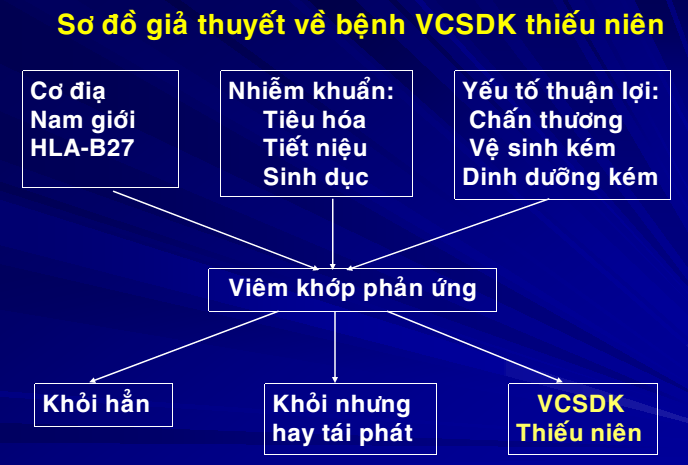 Sơ đồ giả thuyết về bệnh VCSDK thiếu niên
Cơ điạ
Nam giới
HLA-B27
Nhiễm khuẩn:
Tiêu hóa
Tiết niệu
Sinh dục
Yếu tố thuận lợi:
Chấn thương
Vệ sinh kém
Dinh dưỡng kém
Viêm khớp phản ứng
Khỏi hẳn
Khỏi nhưng
hay tái phát
VCSDK
Thiếu niên